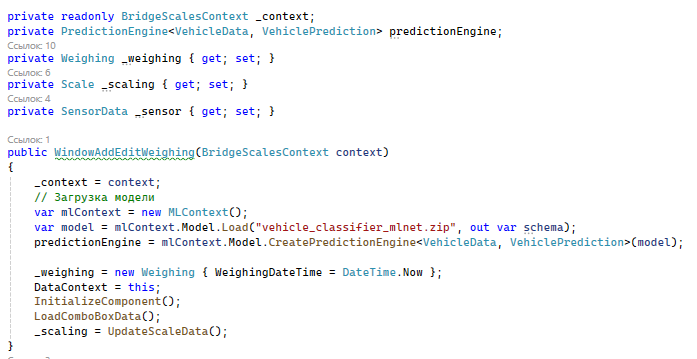 private readonly BridgeScalesContext _context;
private PredictionEngine<VehicleData, VehiclePrediction> predictionEngine;
Ссылок: 10
private Weighing _weighing { get; set; }
Ссылок: 6
private Scale _scaling { get; set; }
Ссылок: 4
private SensorData _sensor { get; set; }
Ссылок: 1
public WindowAddEditWeighing(BridgeScalesContext context)
{
    _context = context;
    // Загрузка модели
    var mlContext = new MLContext();
    var model = mlContext.Model.Load("vehicle_classifier_mlnet.zip", out var schema);
    predictionEngine = mlContext.Model.CreatePredictionEngine<VehicleData, VehiclePrediction>(model);
    _weighing = new Weighing { WeighingDateTime = DateTime.Now };
    DataContext = this;
    InitializeComponent();
    LoadComboBoxData();
    _scaling = UpdateScaleData();
}